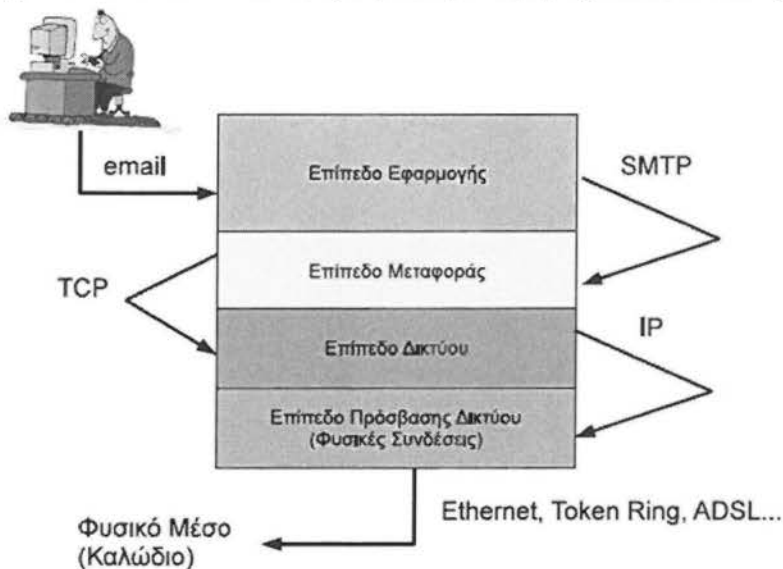 email
Επίπεδο Εφαρμογής
SMTP
Επίπεδο Μεταφοράς
TCP
IP
Επίπεδο Δικτύου
Επίπεδο Πρόσβασης Δικτύου
(Φυσικές Συνδέσεις)
Ethernet, Token Ring, ADSL...
Φυσικό Μέσο
(Καλώδιο)